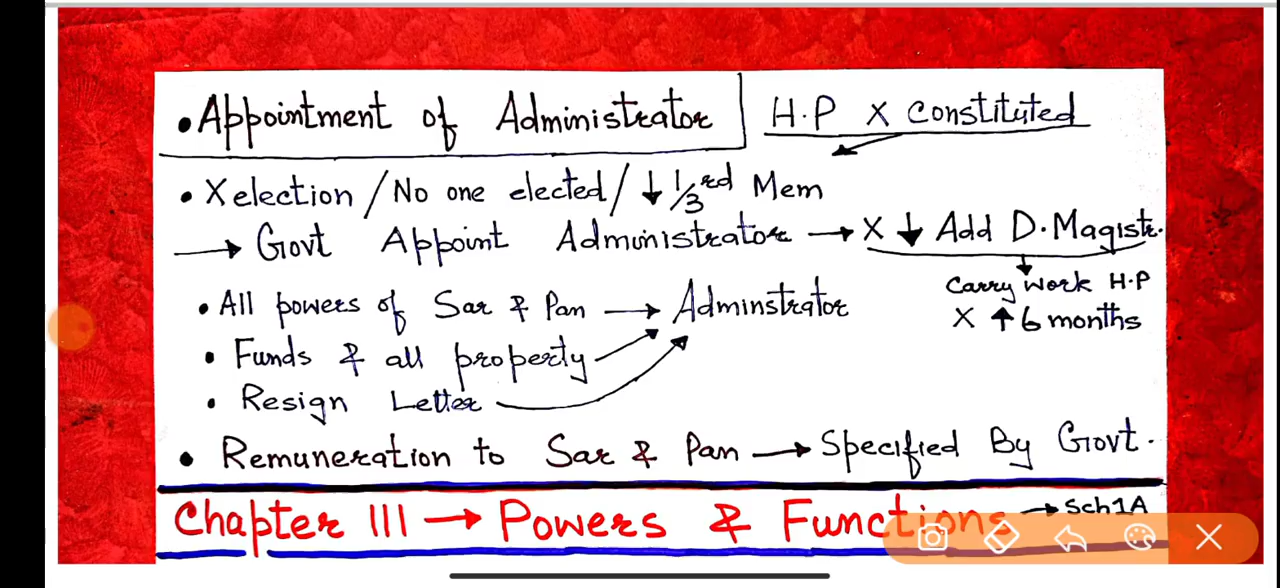 • Appointment of Administrator
H.P X Constituted
• X election / No one elected / ↓ 1/3rd Mem
→ Govt Appoint Administrator → X ↓ Add D. Magistr.
Carry work H.P
X ↑ 6 months
• All powers of Sar & Pan → Adminstrator
• Funds & all property
• Resign Letter
• Remuneration to Sar & Pan → Specified By Govt.
Chapter III → Powers & Functions → Sch 1A